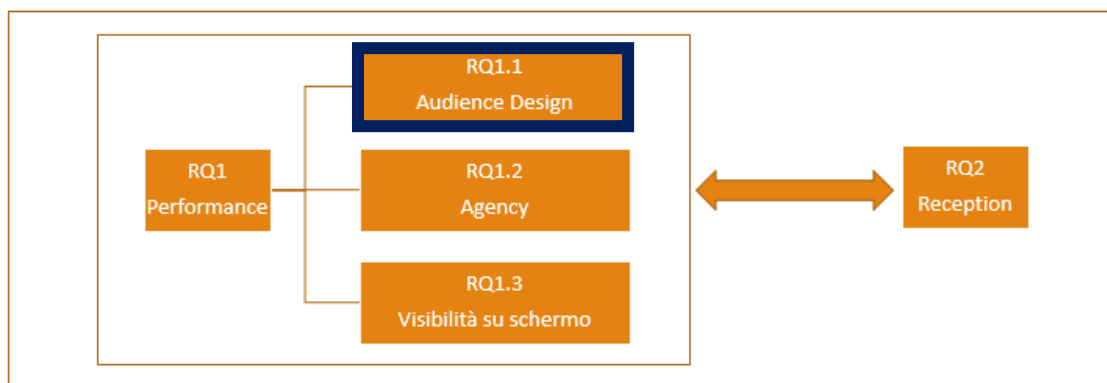 RQ1
Performance
RQ1.1
Audience Design
RQ1.2
Agency
RQ1.3
Visibilità su schermo
RQ2
Reception